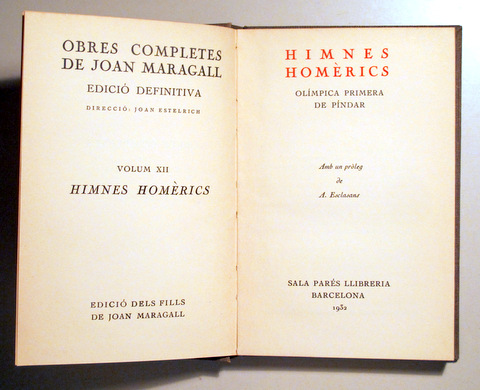 OBRES COMPLETES
DE JOAN MARAGALL
EDICIÓ DEFINITIVA
DIRECCIÓ: JOAN ESTELRICH
VOLUM XII
HIMNES HOMÈRICS
EDICIÓ DELS FILLS
DE JOAN MARAGALL
HIMNES
HOMÈRICS
OLÍMPICA PRIMERA
DE PÍNDAR
Amb un pròleg
de
A. Esclasans
SALA PARÉS LLIBRERIA
BARCELONA
1932